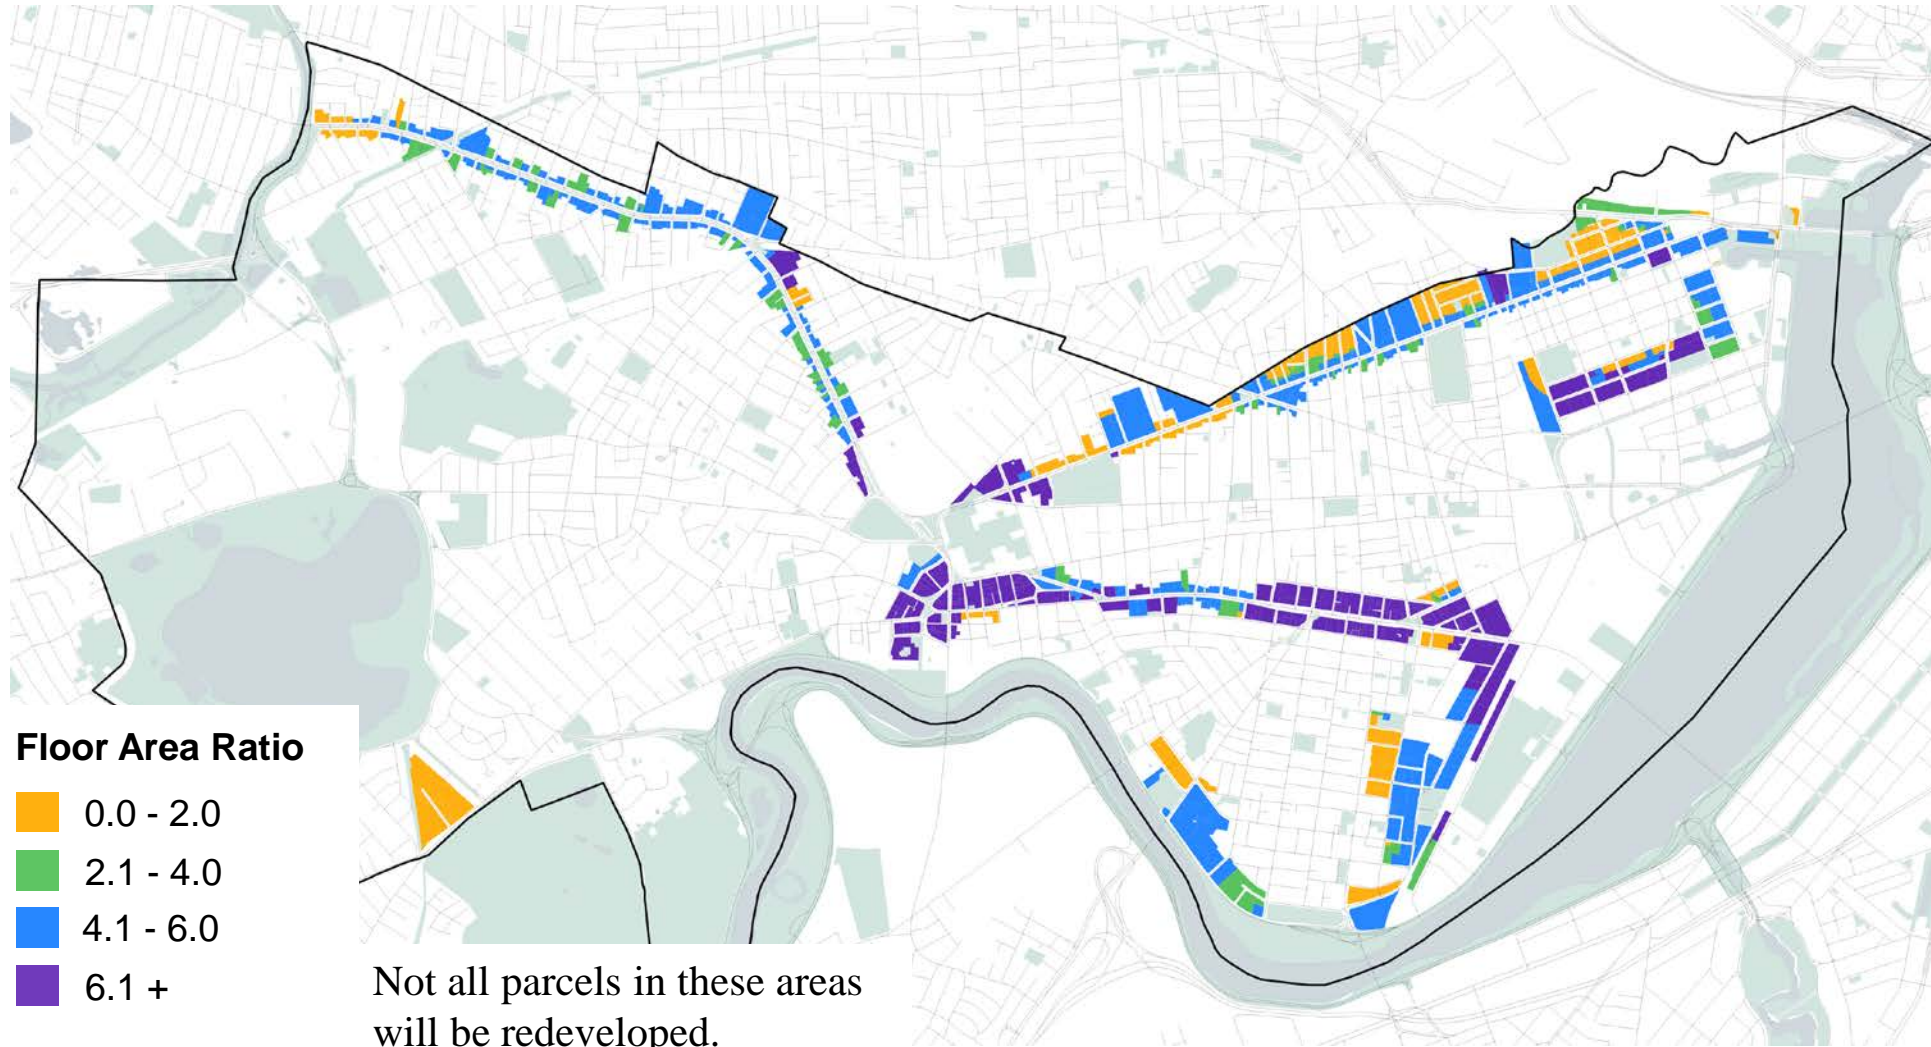 Floor Area Ratio
0.0 - 2.0
2.1 - 4.0
4.1 - 6.0
6.1 +
Not all parcels in these areas
will be redeveloped.